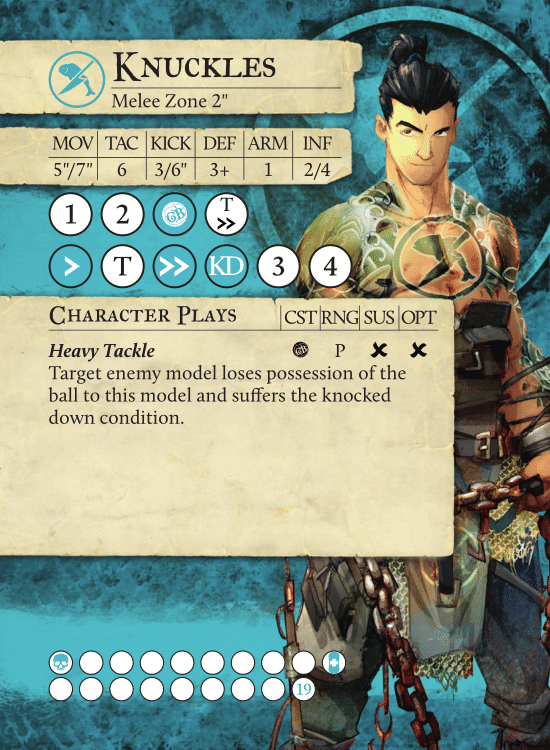 KNUCKLES
Melee Zone 2"
MOV TAC KICK DEF ARM INF
5"/7" 6 3/6" 3+ 1 2/4
1 2 GB T >>
> T >> KD 3 4
CHARACTER PLAYS CST RNG SUS OPT
Heavy Tackle GB P ✘ ✘
Target enemy model loses possession of the
ball to this model and suffers the knocked
down condition.
19